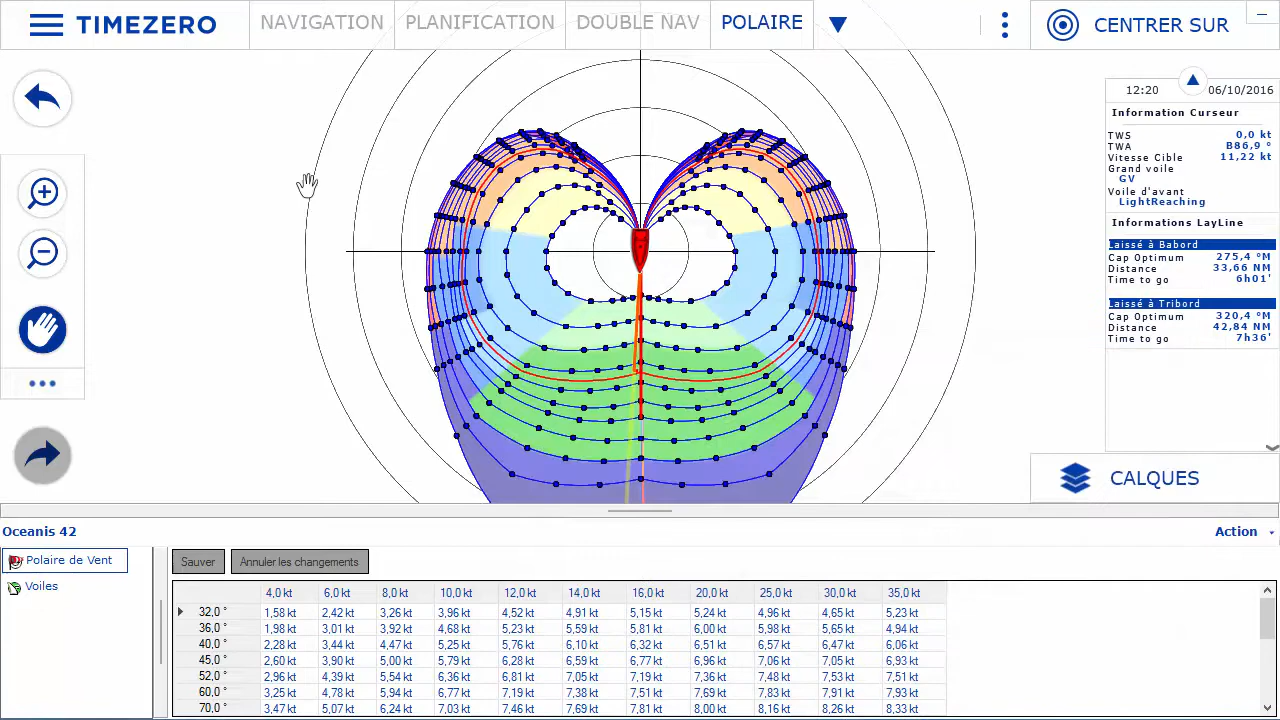 TIMEZERO
NAVIGATION
PLANIFICATION
DOUBLE NAV
POLAIRE
CENTRER SUR
12:20 06/10/2016
Information Curseur
TWS 0,0 kt
TWA B86,9 °
Vitesse Cible 11,22 kt
Grand voile
GV
Voile d'avant
LightReaching
Informations LayLine
Laissé à Babord
Cap Optimum 275,4 °M
Distance 33,66 NM
Time to go 6h01'
Laissé à Tribord
Cap Optimum 320,4 °M
Distance 42,84 NM
Time to go 7h36'
CALQUES
Oceanis 42
Action
Polaire de Vent
Voiles
Sauver
Annuler les changements
4,0 kt 6,0 kt 8,0 kt 10,0 kt 12,0 kt 14,0 kt 16,0 kt 20,0 kt 25,0 kt 30,0 kt 35,0 kt
32,0 ° 1,58 kt 2,42 kt 3,26 kt 3,96 kt 4,52 kt 4,91 kt 5,15 kt 5,24 kt 4,96 kt 4,65 kt 5,23 kt
36,0 ° 1,98 kt 3,01 kt 3,92 kt 4,68 kt 5,23 kt 5,59 kt 5,81 kt 6,00 kt 5,98 kt 5,65 kt 4,94 kt
40,0 ° 2,28 kt 3,44 kt 4,47 kt 5,25 kt 5,76 kt 6,10 kt 6,32 kt 6,51 kt 6,57 kt 6,47 kt 6,06 kt
45,0 ° 2,60 kt 3,90 kt 5,00 kt 5,79 kt 6,28 kt 6,59 kt 6,77 kt 6,96 kt 7,06 kt 7,05 kt 6,93 kt
52,0 ° 2,96 kt 4,39 kt 5,54 kt 6,36 kt 6,81 kt 7,05 kt 7,19 kt 7,36 kt 7,48 kt 7,53 kt 7,51 kt
60,0 ° 3,25 kt 4,78 kt 5,94 kt 6,77 kt 7,19 kt 7,38 kt 7,51 kt 7,69 kt 7,83 kt 7,91 kt 7,93 kt
70,0 ° 3,47 kt 5,07 kt 6,24 kt 7,03 kt 7,46 kt 7,69 kt 7,81 kt 8,00 kt 8,16 kt 8,26 kt 8,33 kt